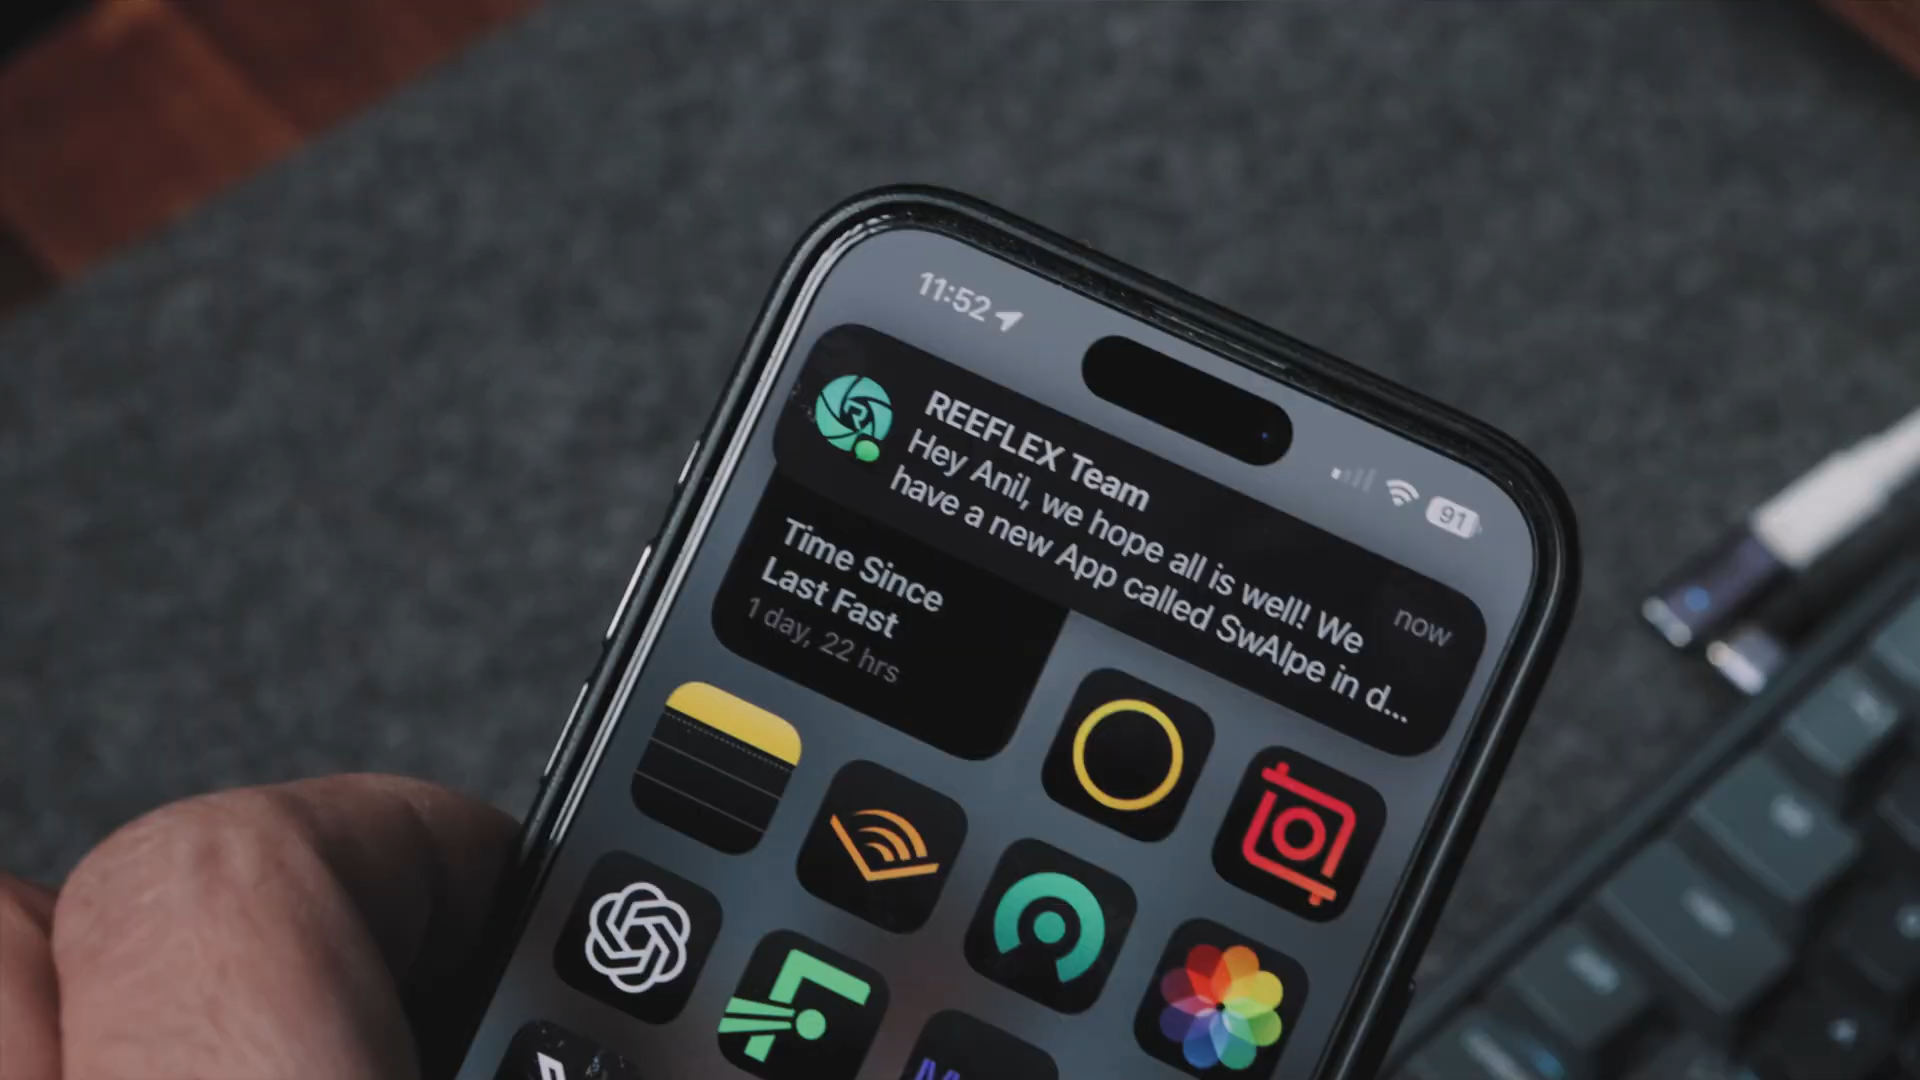 11:52
91
REEFLEX Team
now
Hey Anil, we hope all is well! We
have a new App called SwAIpe in d...
Time Since
Last Fast
1 day, 22 hrs